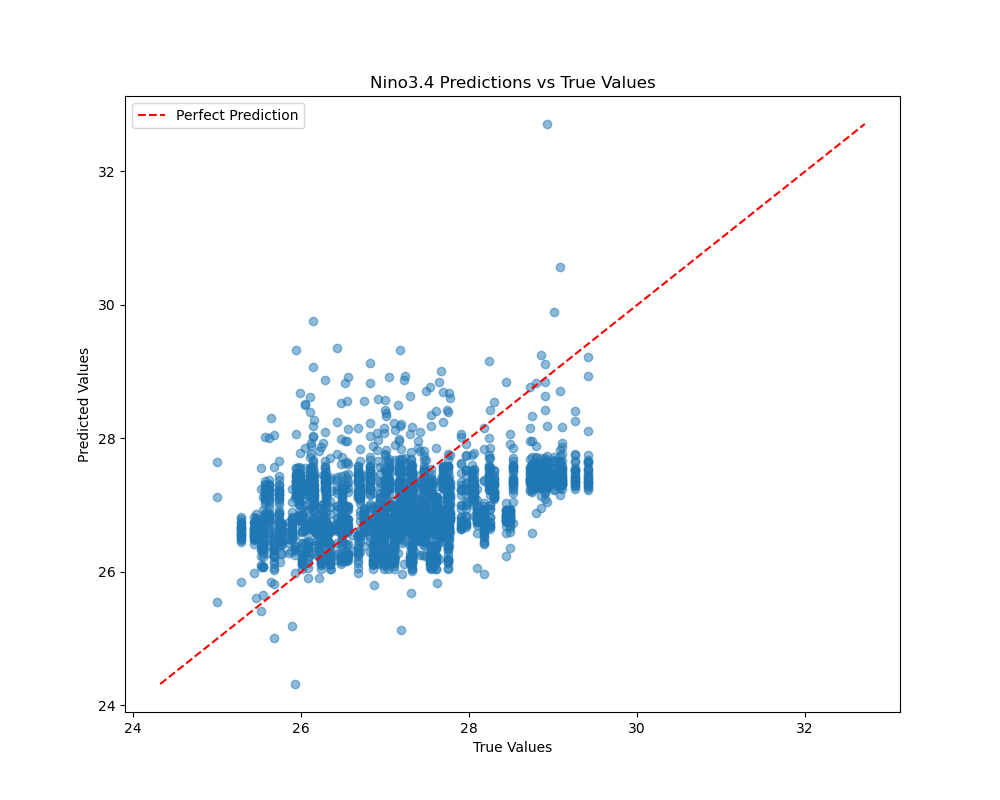 Nino3.4 Predictions vs True Values
Perfect Prediction
Predicted Values
32
30
28
26
24
24 26 28 30 32
True Values